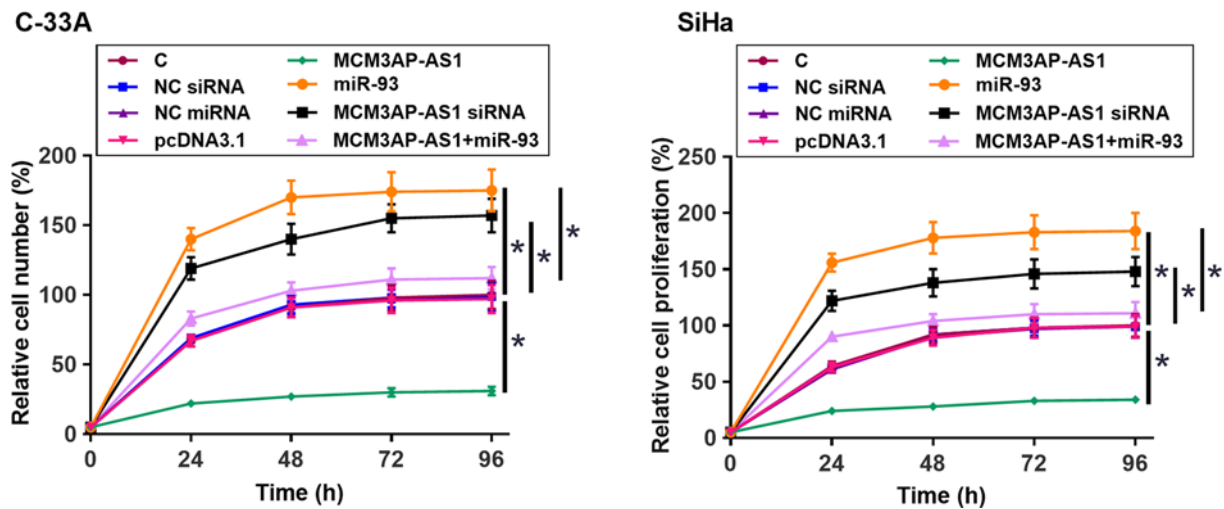 C-33A
C
NC siRNA
NC miRNA
pcDNA3.1
MCM3AP-AS1
miR-93
MCM3AP-AS1 siRNA
MCM3AP-AS1+miR-93
Relative cell number (%)
200
150
100
50
0
0 24 48 72 96
Time (h)
*
*
*
*
SiHa
C
NC siRNA
NC miRNA
pcDNA3.1
MCM3AP-AS1
miR-93
MCM3AP-AS1 siRNA
MCM3AP-AS1+miR-93
Relative cell proliferation (%)
250
200
150
100
50
0
0 24 48 72 96
Time (h)
*
*
*
*